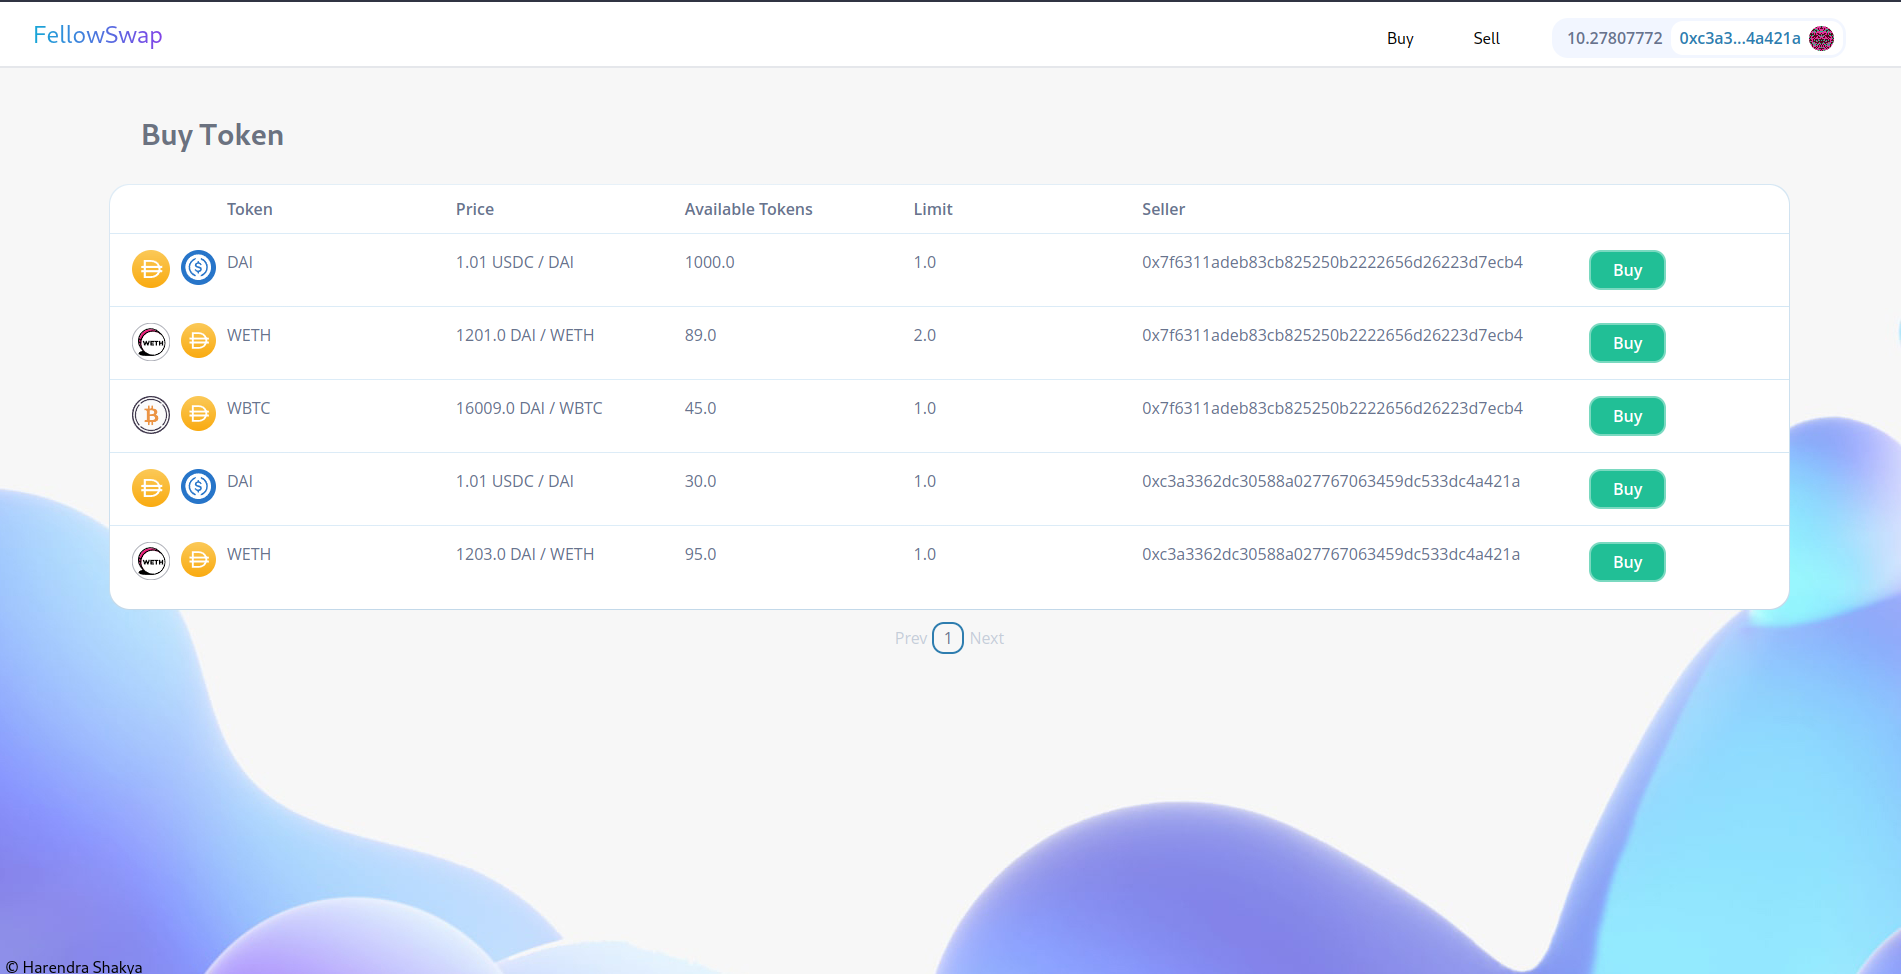 FellowSwap Buy Sell 10.27807772 0xc3a3...4a421a
Buy Token
Token Price Available Tokens Limit Seller
DAI 1.01 USDC / DAI 1000.0 1.0 0x7f6311adeb83cb825250b2222656d26223d7ecb4 Buy
WETH WETH 1201.0 DAI / WETH 89.0 2.0 0x7f6311adeb83cb825250b2222656d26223d7ecb4 Buy
WBTC 16009.0 DAI / WBTC 45.0 1.0 0x7f6311adeb83cb825250b2222656d26223d7ecb4 Buy
DAI 1.01 USDC / DAI 30.0 1.0 0xc3a3362dc30588a027767063459dc533dc4a421a Buy
WETH WETH 1203.0 DAI / WETH 95.0 1.0 0xc3a3362dc30588a027767063459dc533dc4a421a Buy
Prev 1 Next
© Harendra Shakya